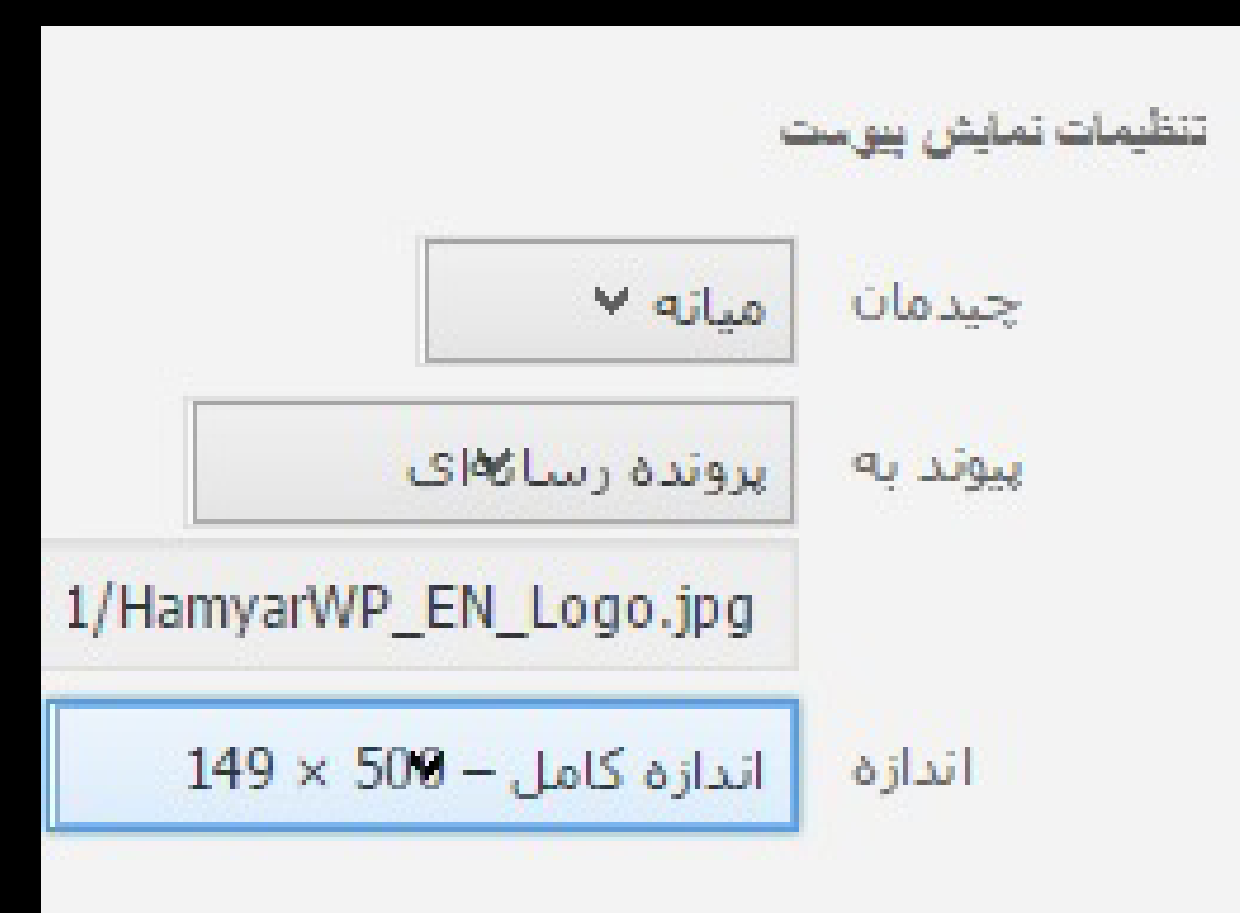 تنظیمات نمایش پیوست
چیدمان میانه
پیوند به پرونده رسانه‌ای
1/HamyarWP_EN_Logo.jpg
اندازه اندازه کامل – 500 × 149